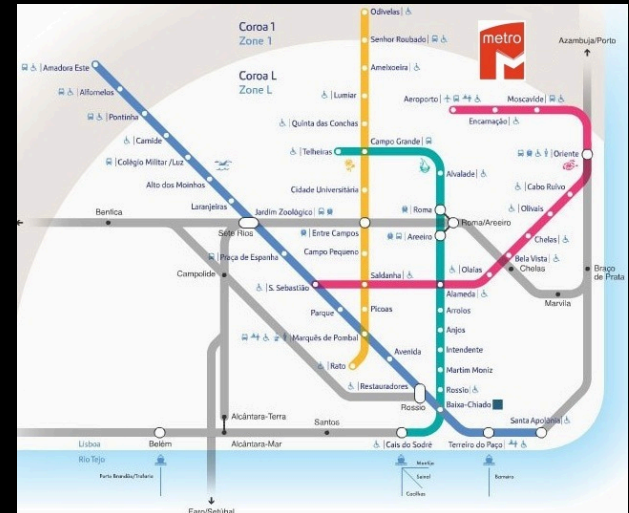 Odivelas
Coroa 1
Zone 1
Senhor Roubado
metro
M
Azambuja/Porto
Ameixoeira
Amadora Este
Coroa L
Zone L
Alfornelos
Lumiar
Aeroporto
Moscavide
Pontinha
Encarnação
Quinta das Conchas
Carnide
Campo Grande
Telheiras
Oriente
Colégio Militar /Luz
Alvalade
Alto dos Moinhos
Cabo Ruivo
Cidade Universitária
Laranjeiras
Olivais
Benfica
Jardim Zoológico
Roma
Roma/Areeiro
Sete Rios
Entre Campos
Areeiro
Chelas
Praça de Espanha
Campo Pequeno
Bela Vista
Campolide
Saldanha
Olaias
Chelas
Braço
de Prata
S. Sebastião
Alameda
Marvila
Parque
Picoas
Arroios
Anjos
Marquês de Pombal
Avenida
Intendente
Rato
Martim Moniz
Restauradores
Rossio
Rossio
Baixa-Chiado
Alcântara-Terra
Santos
Santa Apolónia
Lisboa
Belém
Alcântara-Mar
Cais do Sodré
Terreiro do Paço
Rio Tejo
Montijo
Porto Brandão/Trafaria
Seixal
Barreiro
Cacilhas
Faro/Setúbal